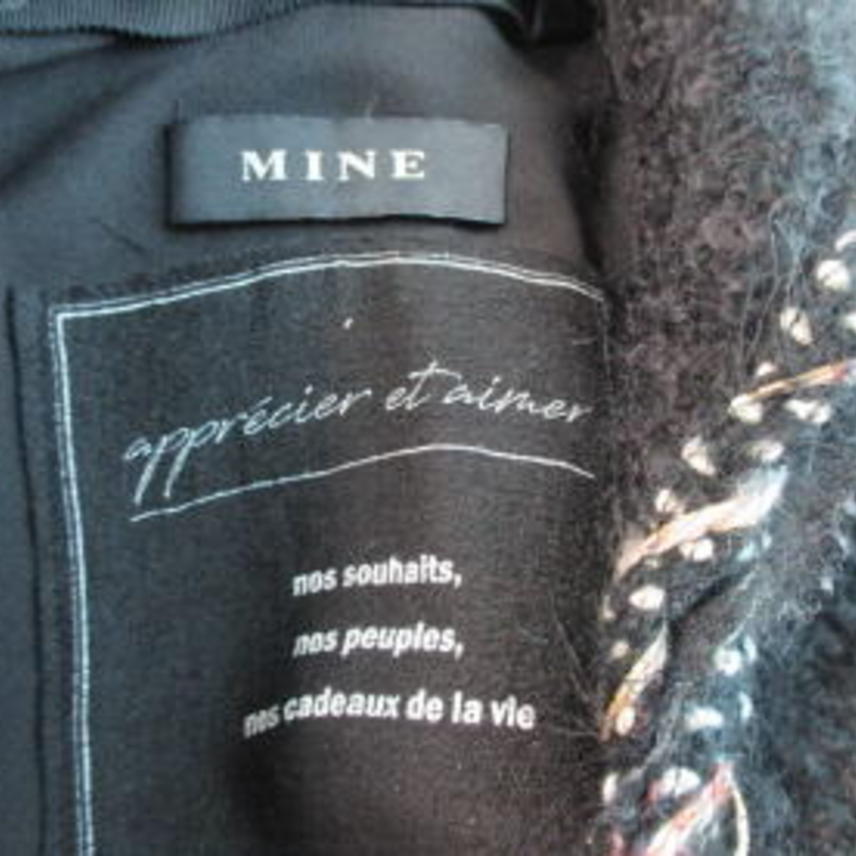 MINE
apprécier et aimer
nos souhaits,
nos peuples,
nos cadeaux de la vie